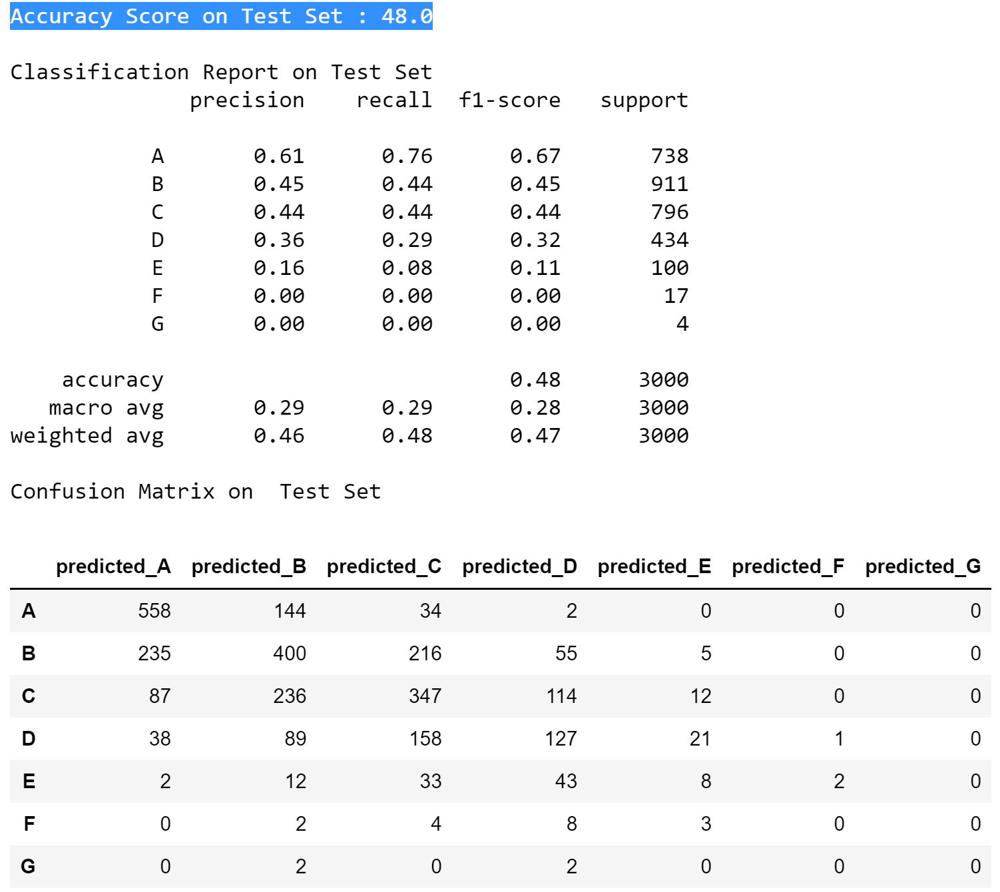 Accuracy Score on Test Set : 48.0
Classification Report on Test Set
precision recall f1-score support
A 0.61 0.76 0.67 738
B 0.45 0.44 0.45 911
C 0.44 0.44 0.44 796
D 0.36 0.29 0.32 434
E 0.16 0.08 0.11 100
F 0.00 0.00 0.00 17
G 0.00 0.00 0.00 4
accuracy 0.48 3000
macro avg 0.29 0.29 0.28 3000
weighted avg 0.46 0.48 0.47 3000
Confusion Matrix on Test Set
predicted_A predicted_B predicted_C predicted_D predicted_E predicted_F predicted_G
A 558 144 34 2 0 0 0
B 235 400 216 55 5 0 0
C 87 236 347 114 12 0 0
D 38 89 158 127 21 1 0
E 2 12 33 43 8 2 0
F 0 2 4 8 3 0 0
G 0 2 0 2 0 0 0